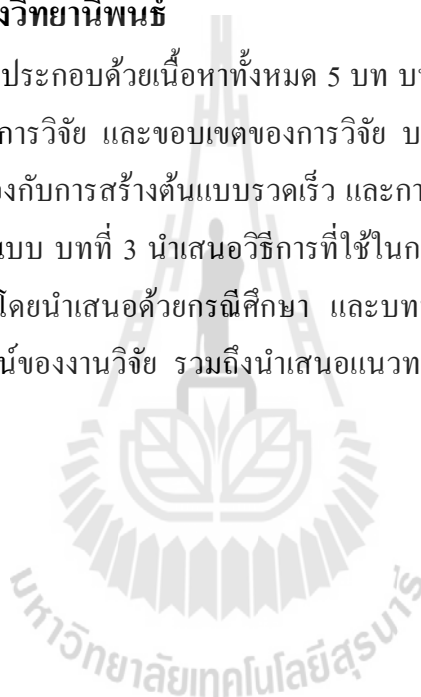 งวิทยานิพนธ์
ประกอบด้วยเนื้อหาทั้งหมด 5 บท บ
การวิจัย และขอบเขตของการวิจัย บ
องกับการสร้างต้นแบบรวดเร็ว และกา
แบบ บทที่ 3 นำเสนอวิธีการที่ใช้ในก
โดยนำเสนอด้วยกรณีศึกษา และบท
น์ของงานวิจัย รวมถึงนำเสนอแนวท
มหาวิทยาลัยเทคโนโลยีสุรนารี